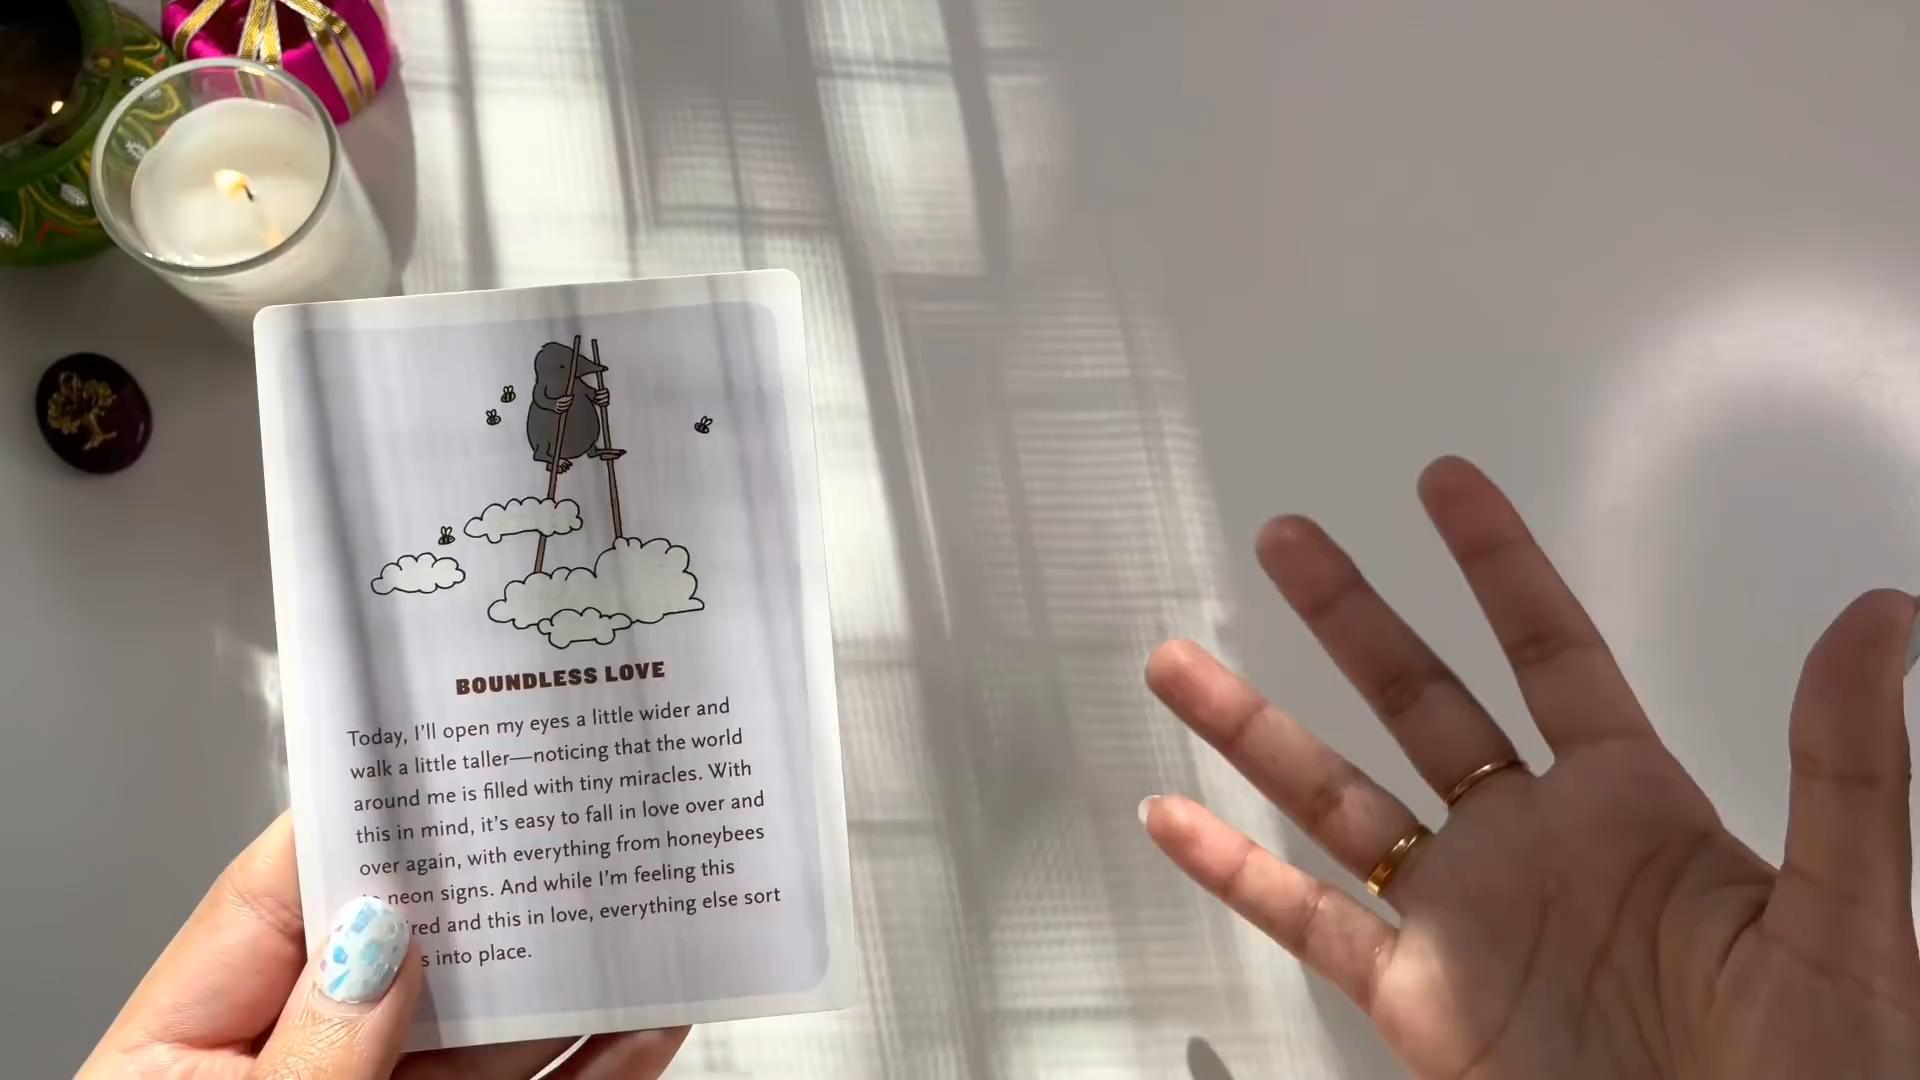 BOUNDLESS LOVE
Today, I'll open my eyes a little wider and
walk a little taller—noticing that the world
around me is filled with tiny miracles. With
this in mind, it's easy to fall in love over and
over again, with everything from honeybees
neon signs. And while I'm feeling this
and this in love, everything else sort
into place.